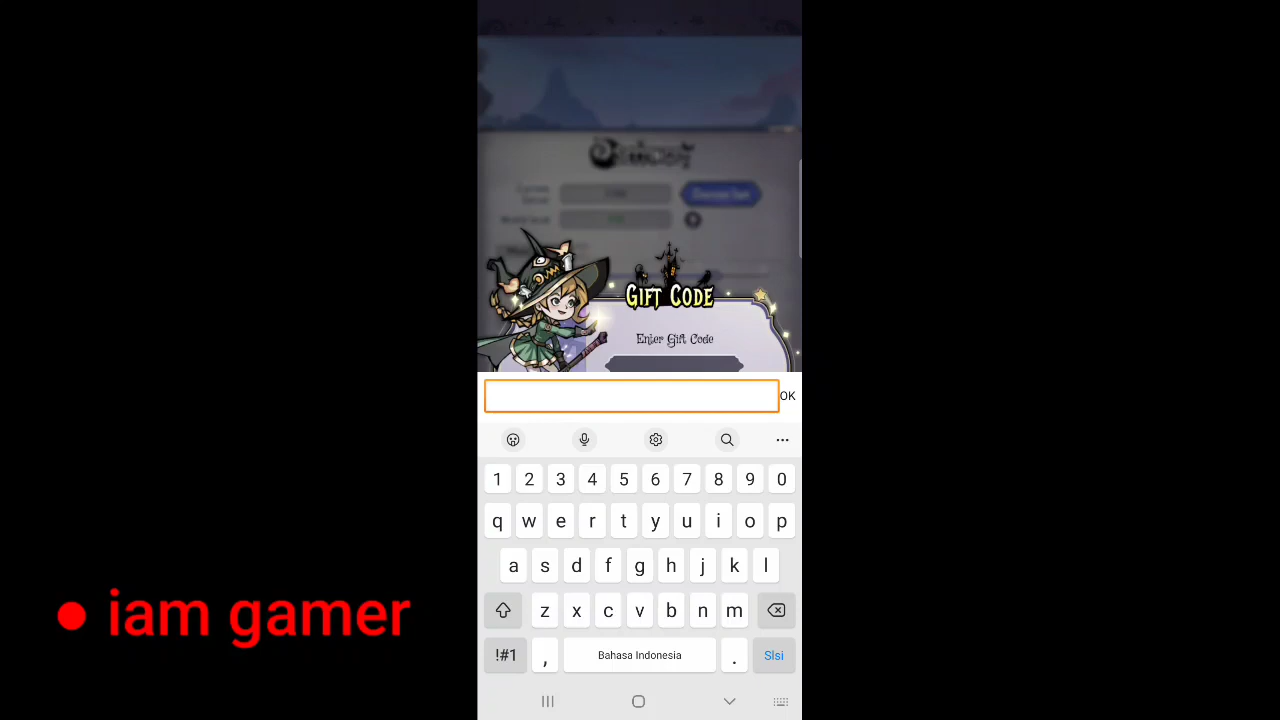 GIFT CODE
Enter Gift Code
OK
1 2 3 4 5 6 7 8 9 0
q w e r t y u i o p
a s d f g h j k l
z x c v b n m
!#1 , Bahasa Indonesia . Slsi
• iam gamer